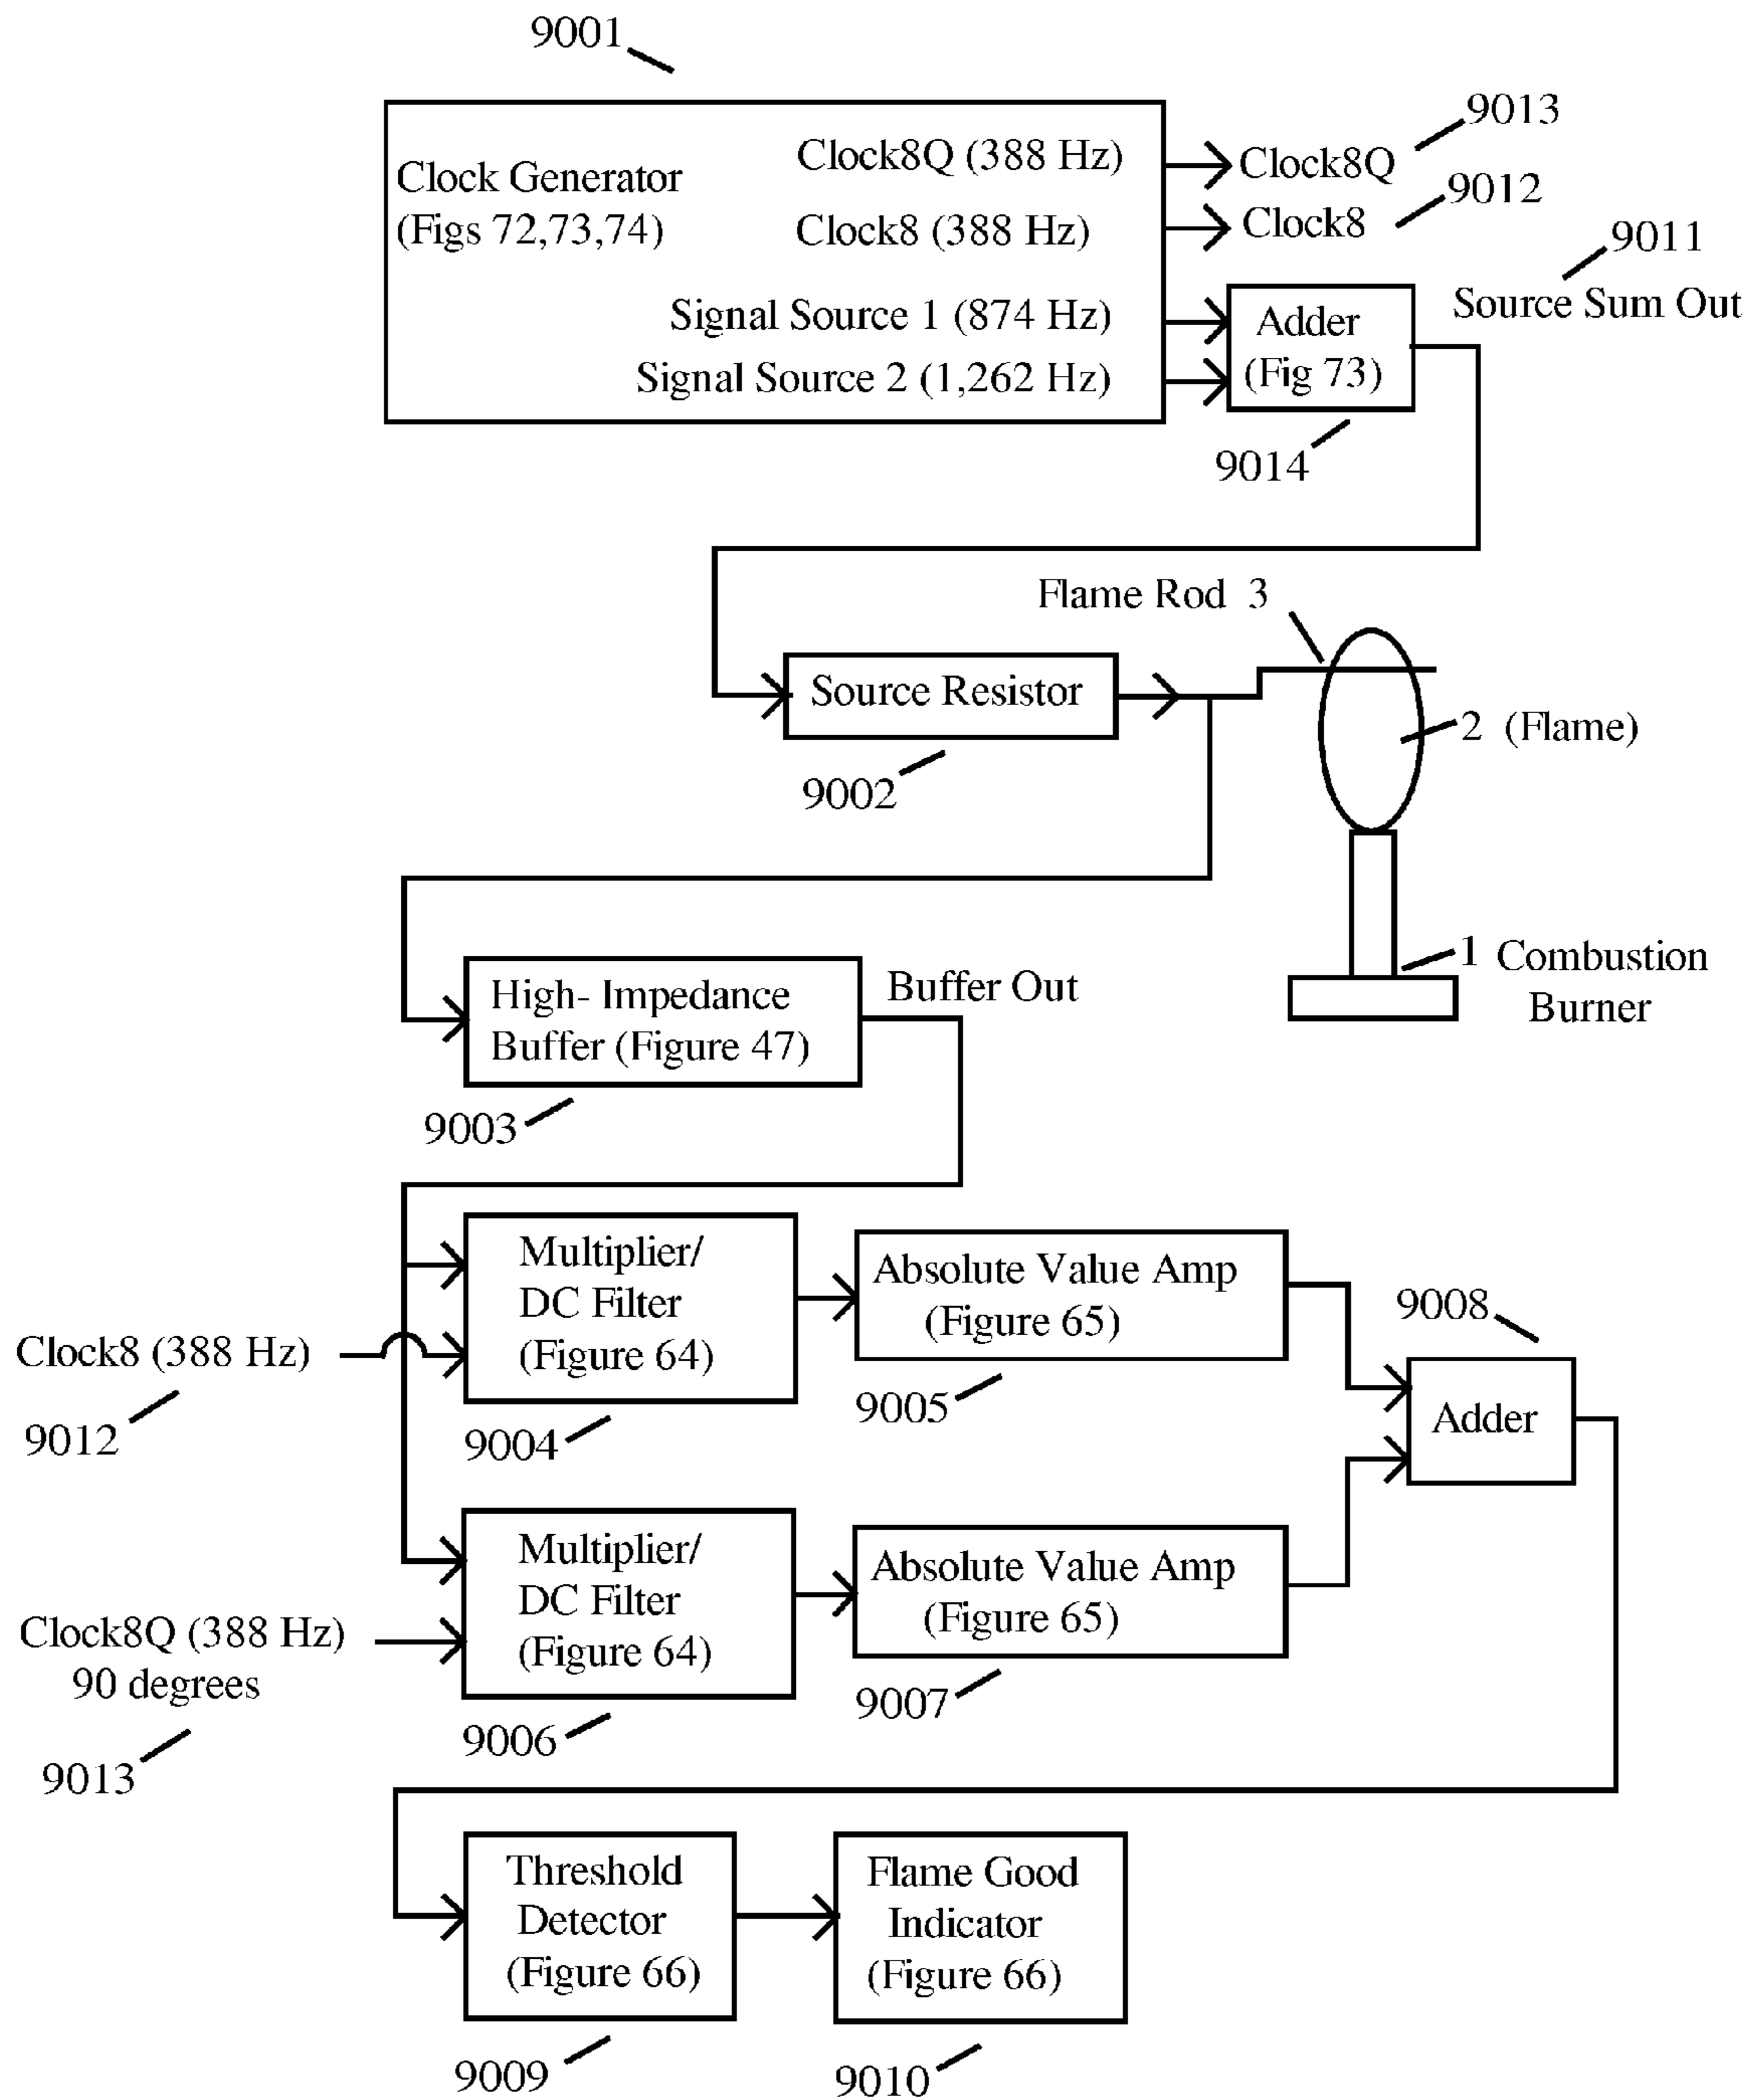 9001
9013
Clock Generator
(Figs 72,73,74)
Clock8Q (388 Hz)
Clock8Q
9012
Clock8 (388 Hz)
Clock8
9011
Source Sum Out
Signal Source 1 (874 Hz)
Signal Source 2 (1,262 Hz)
Adder
(Fig 73)
9014
Flame Rod 3
Source Resistor
9002
2 (Flame)
1 Combustion
Burner
High- Impedance
Buffer (Figure 47)
Buffer Out
9003
Multiplier/
DC Filter
(Figure 64)
Absolute Value Amp
(Figure 65)
9008
Clock8 (388 Hz)
9012
9004
9005
Adder
Multiplier/
DC Filter
(Figure 64)
Absolute Value Amp
(Figure 65)
Clock8Q (388 Hz)
90 degrees
9013
9006
9007
Threshold
Detector
(Figure 66)
Flame Good
Indicator
(Figure 66)
9009
9010